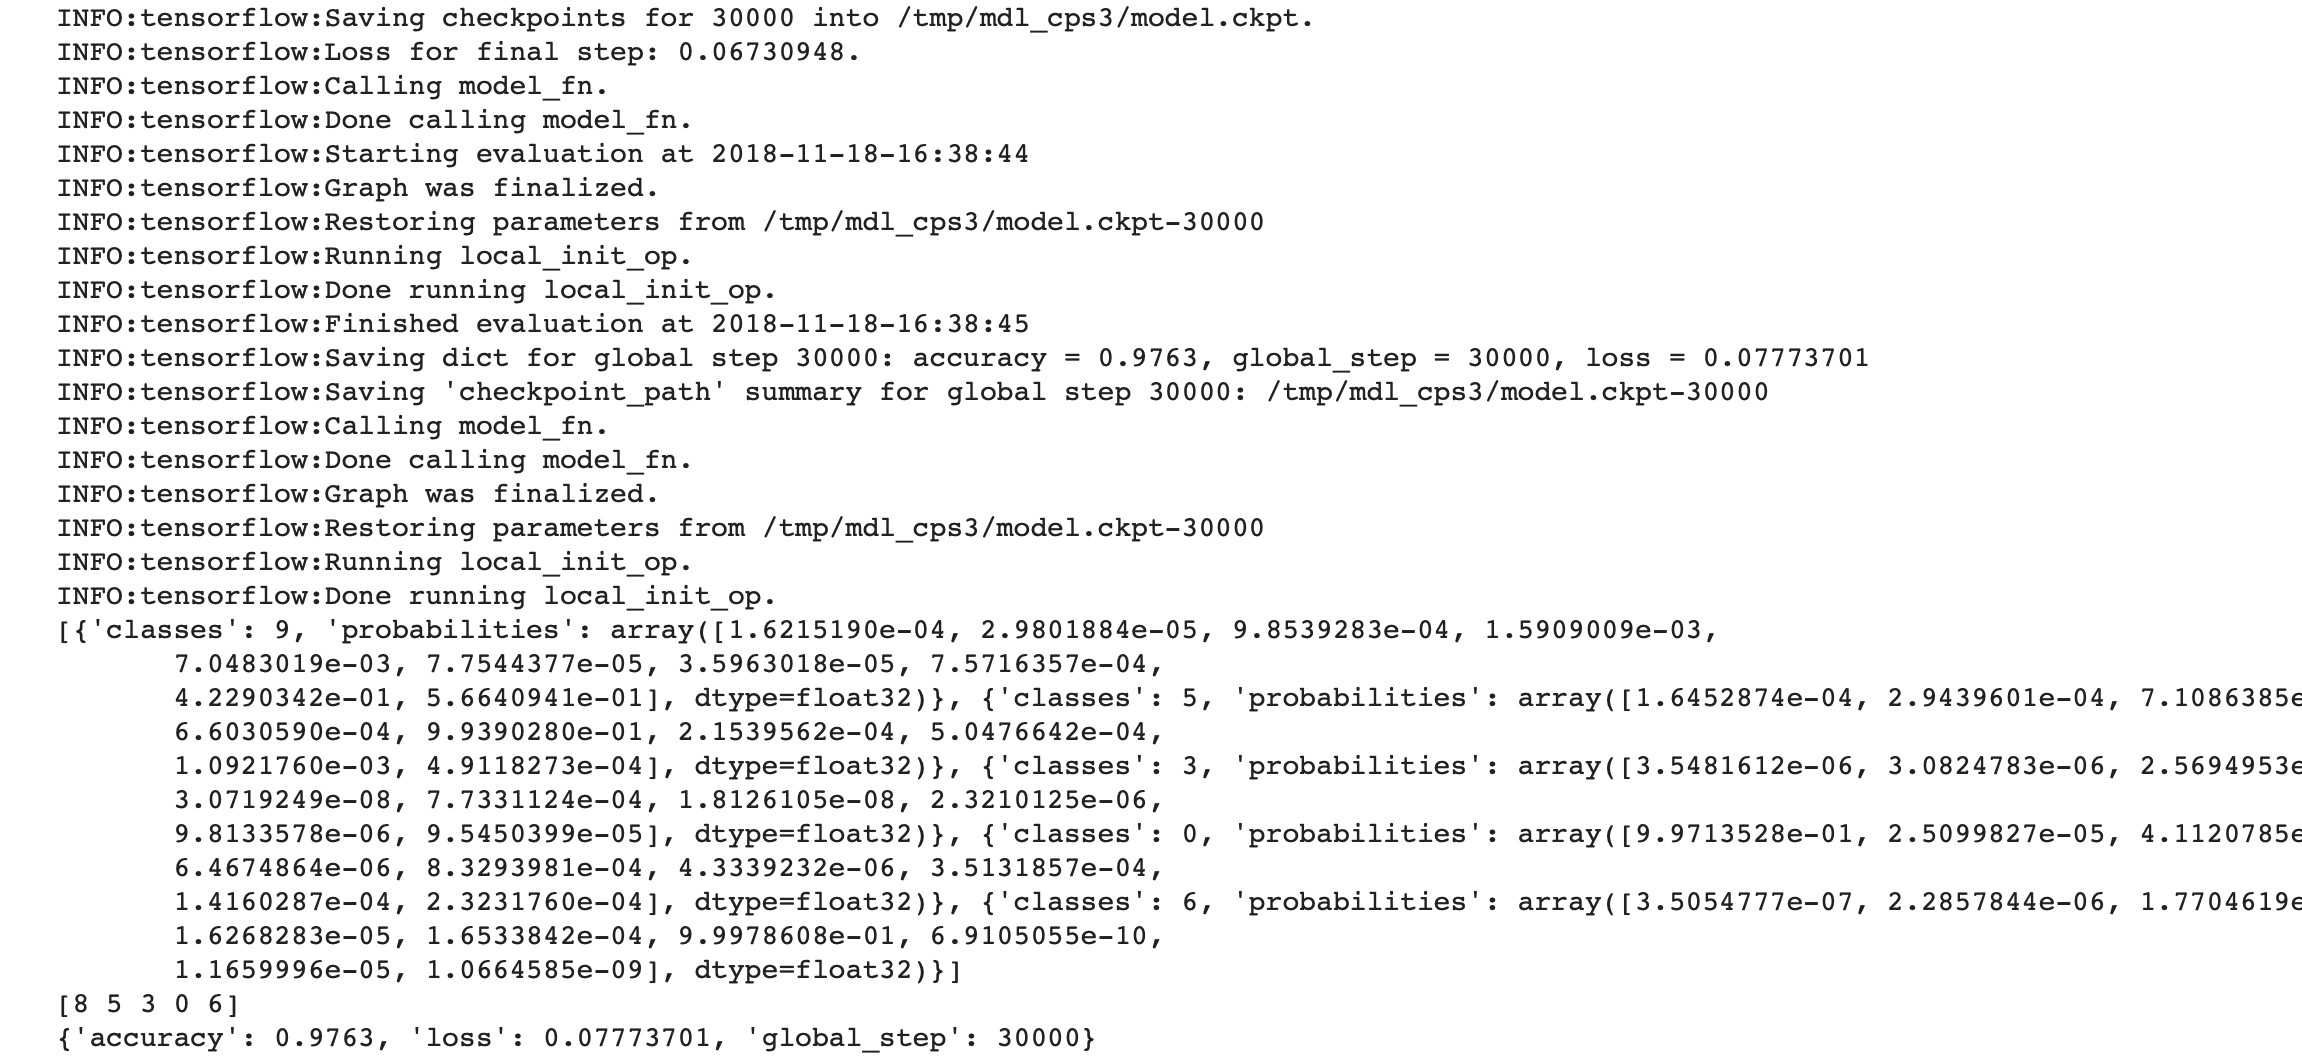 INFO:tensorflow:Saving checkpoints for 30000 into /tmp/mdl_cps3/model.ckpt.
INFO:tensorflow:Loss for final step: 0.06730948.
INFO:tensorflow:Calling model_fn.
INFO:tensorflow:Done calling model_fn.
INFO:tensorflow:Starting evaluation at 2018-11-18-16:38:44
INFO:tensorflow:Graph was finalized.
INFO:tensorflow:Restoring parameters from /tmp/mdl_cps3/model.ckpt-30000
INFO:tensorflow:Running local_init_op.
INFO:tensorflow:Done running local_init_op.
INFO:tensorflow:Finished evaluation at 2018-11-18-16:38:45
INFO:tensorflow:Saving dict for global step 30000: accuracy = 0.9763, global_step = 30000, loss = 0.07773701
INFO:tensorflow:Saving 'checkpoint_path' summary for global step 30000: /tmp/mdl_cps3/model.ckpt-30000
INFO:tensorflow:Calling model_fn.
INFO:tensorflow:Done calling model_fn.
INFO:tensorflow:Graph was finalized.
INFO:tensorflow:Restoring parameters from /tmp/mdl_cps3/model.ckpt-30000
INFO:tensorflow:Running local_init_op.
INFO:tensorflow:Done running local_init_op.
[{'classes': 9, 'probabilities': array([1.6215190e-04, 2.9801884e-05, 9.8539283e-04, 1.5909009e-03,
7.0483019e-03, 7.7544377e-05, 3.5963018e-05, 7.5716357e-04,
4.2290342e-01, 5.6640941e-01], dtype=float32)}, {'classes': 5, 'probabilities': array([1.6452874e-04, 2.9439601e-04, 7.1086385e
6.6030590e-04, 9.9390280e-01, 2.1539562e-04, 5.0476642e-04,
1.0921760e-03, 4.9118273e-04], dtype=float32)}, {'classes': 3, 'probabilities': array([3.5481612e-06, 3.0824783e-06, 2.5694953e
3.0719249e-08, 7.7331124e-04, 1.8126105e-08, 2.3210125e-06,
9.8133578e-06, 9.5450399e-05], dtype=float32)}, {'classes': 0, 'probabilities': array([9.9713528e-01, 2.5099827e-05, 4.1120785e
6.4674864e-06, 8.3293981e-04, 4.3339232e-06, 3.5131857e-04,
1.4160287e-04, 2.3231760e-04], dtype=float32)}, {'classes': 6, 'probabilities': array([3.5054777e-07, 2.2857844e-06, 1.7704619e
1.6268283e-05, 1.6533842e-04, 9.9978608e-01, 6.9105055e-10,
1.1659996e-05, 1.0664585e-09], dtype=float32)}]
[8 5 3 0 6]
{'accuracy': 0.9763, 'loss': 0.07773701, 'global_step': 30000}